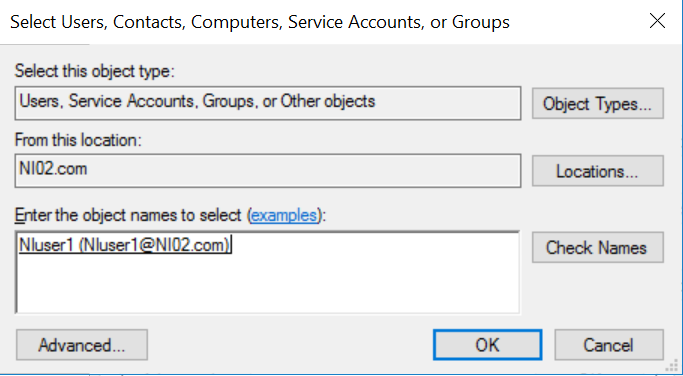 Select Users, Contacts, Computers, Service Accounts, or Groups
Select this object type:
Users, Service Accounts, Groups, or Other objects
Object Types...
From this location:
NI02.com
Locations...
Enter the object names to select (examples):
NIuser1 (NIuser1@NI02.com)
Check Names
Advanced...
OK
Cancel